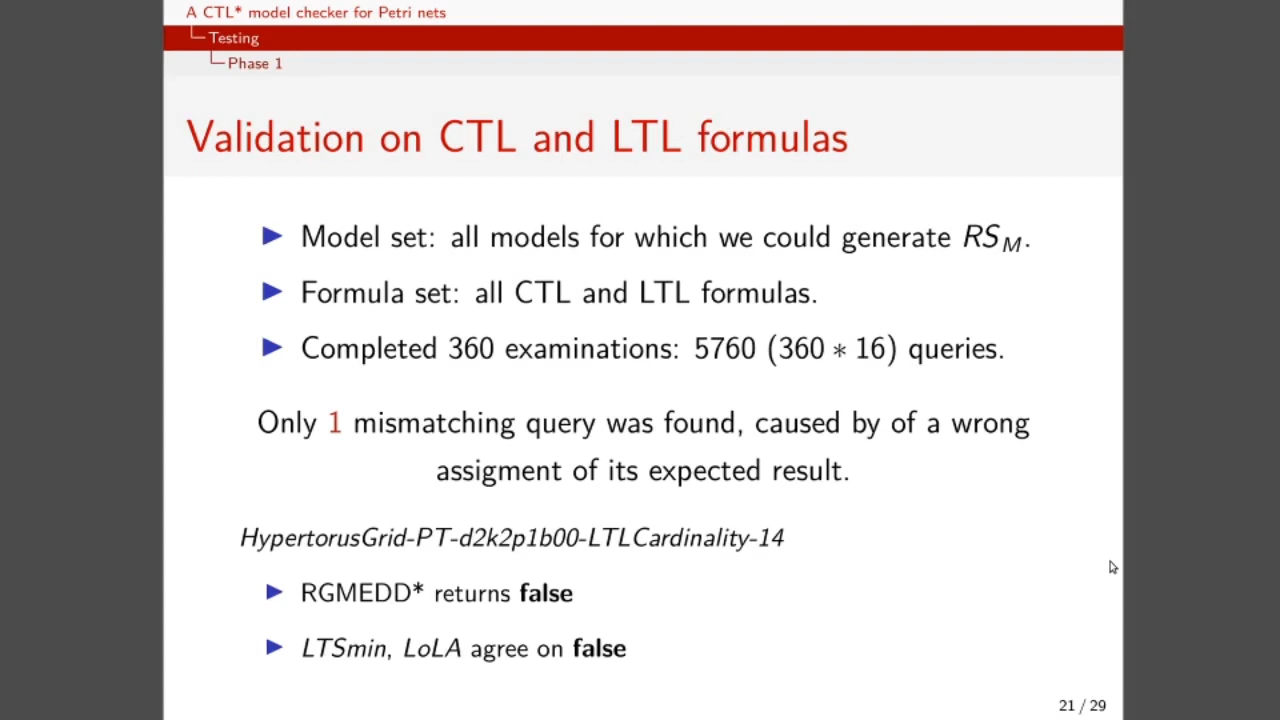 A CTL* model checker for Petri nets
Testing
Phase 1
Validation on CTL and LTL formulas
Model set: all models for which we could generate RS_M.
Formula set: all CTL and LTL formulas.
Completed 360 examinations: 5760 (360 * 16) queries.
Only 1 mismatching query was found, caused by of a wrong
assigment of its expected result.
HypertorusGrid-PT-d2k2p1b00-LTLCardinality-14
RGMEDD* returns false
LTSmin, LoLA agree on false
21 / 29